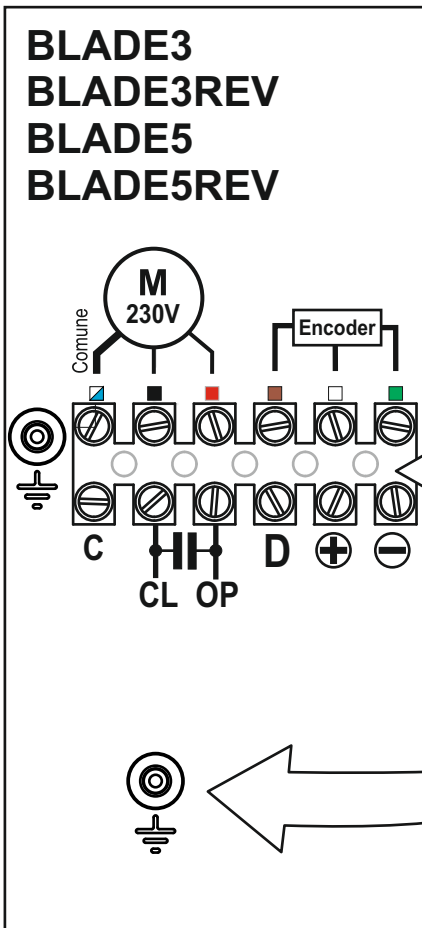 BLADE3
BLADE3REV
BLADE5
BLADE5REV
M
230V
Comune
Encoder
C
D
+
−
CL
OP